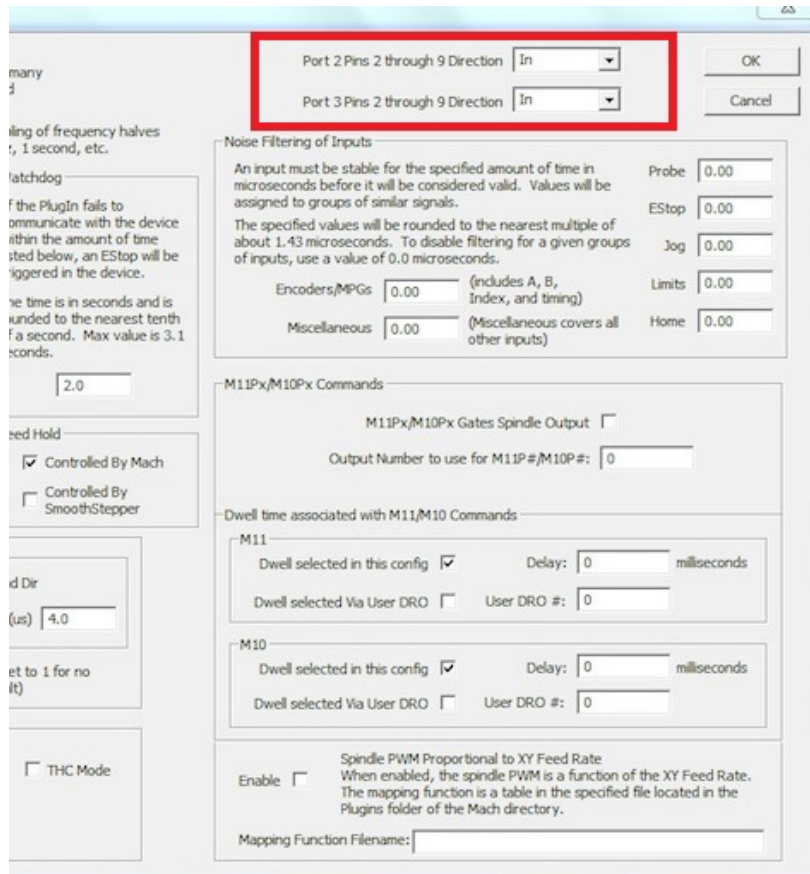 Port 2 Pins 2 through 9 Direction In
OK
Port 3 Pins 2 through 9 Direction In
Cancel
many
d
ling of frequency halves
z, 1 second, etc.
Watchdog
f the PlugIn fails to
ommunicate with the device
within the amount of time
sted below, an EStop will be
riggered in the device.
he time is in seconds and is
ounded to the nearest tenth
f a second. Max value is 3.1
econds.
2.0
eed Hold
Controlled By Mach
Controlled By
SmoothStepper
d Dir
(us) 4.0
et to 1 for no
lt)
THC Mode
Noise Filtering of Inputs
An input must be stable for the specified amount of time in
microseconds before it will be considered valid. Values will be
assigned to groups of similar signals.
The specified values will be rounded to the nearest multiple of
about 1.43 microseconds. To disable filtering for a given groups
of inputs, use a value of 0.0 microseconds.
Encoders/MPGs 0.00 (includes A, B,
Index, and timing)
Miscellaneous 0.00 (Miscellaneous covers all
other inputs)
Probe 0.00
EStop 0.00
Jog 0.00
Limits 0.00
Home 0.00
M11Px/M10Px Commands
M11Px/M10Px Gates Spindle Output
Output Number to use for M11P#/M10P#: 0
Dwell time associated with M11/M10 Commands
M11
Dwell selected in this config Delay: 0 milliseconds
Dwell selected Via User DRO User DRO #: 0
M10
Dwell selected in this config Delay: 0 milliseconds
Dwell selected Via User DRO User DRO #: 0
Enable
Spindle PWM Proportional to XY Feed Rate
When enabled, the spindle PWM is a function of the XY Feed Rate.
The mapping function is a table in the specified file located in the
Plugins folder of the Mach directory.
Mapping Function Filename: